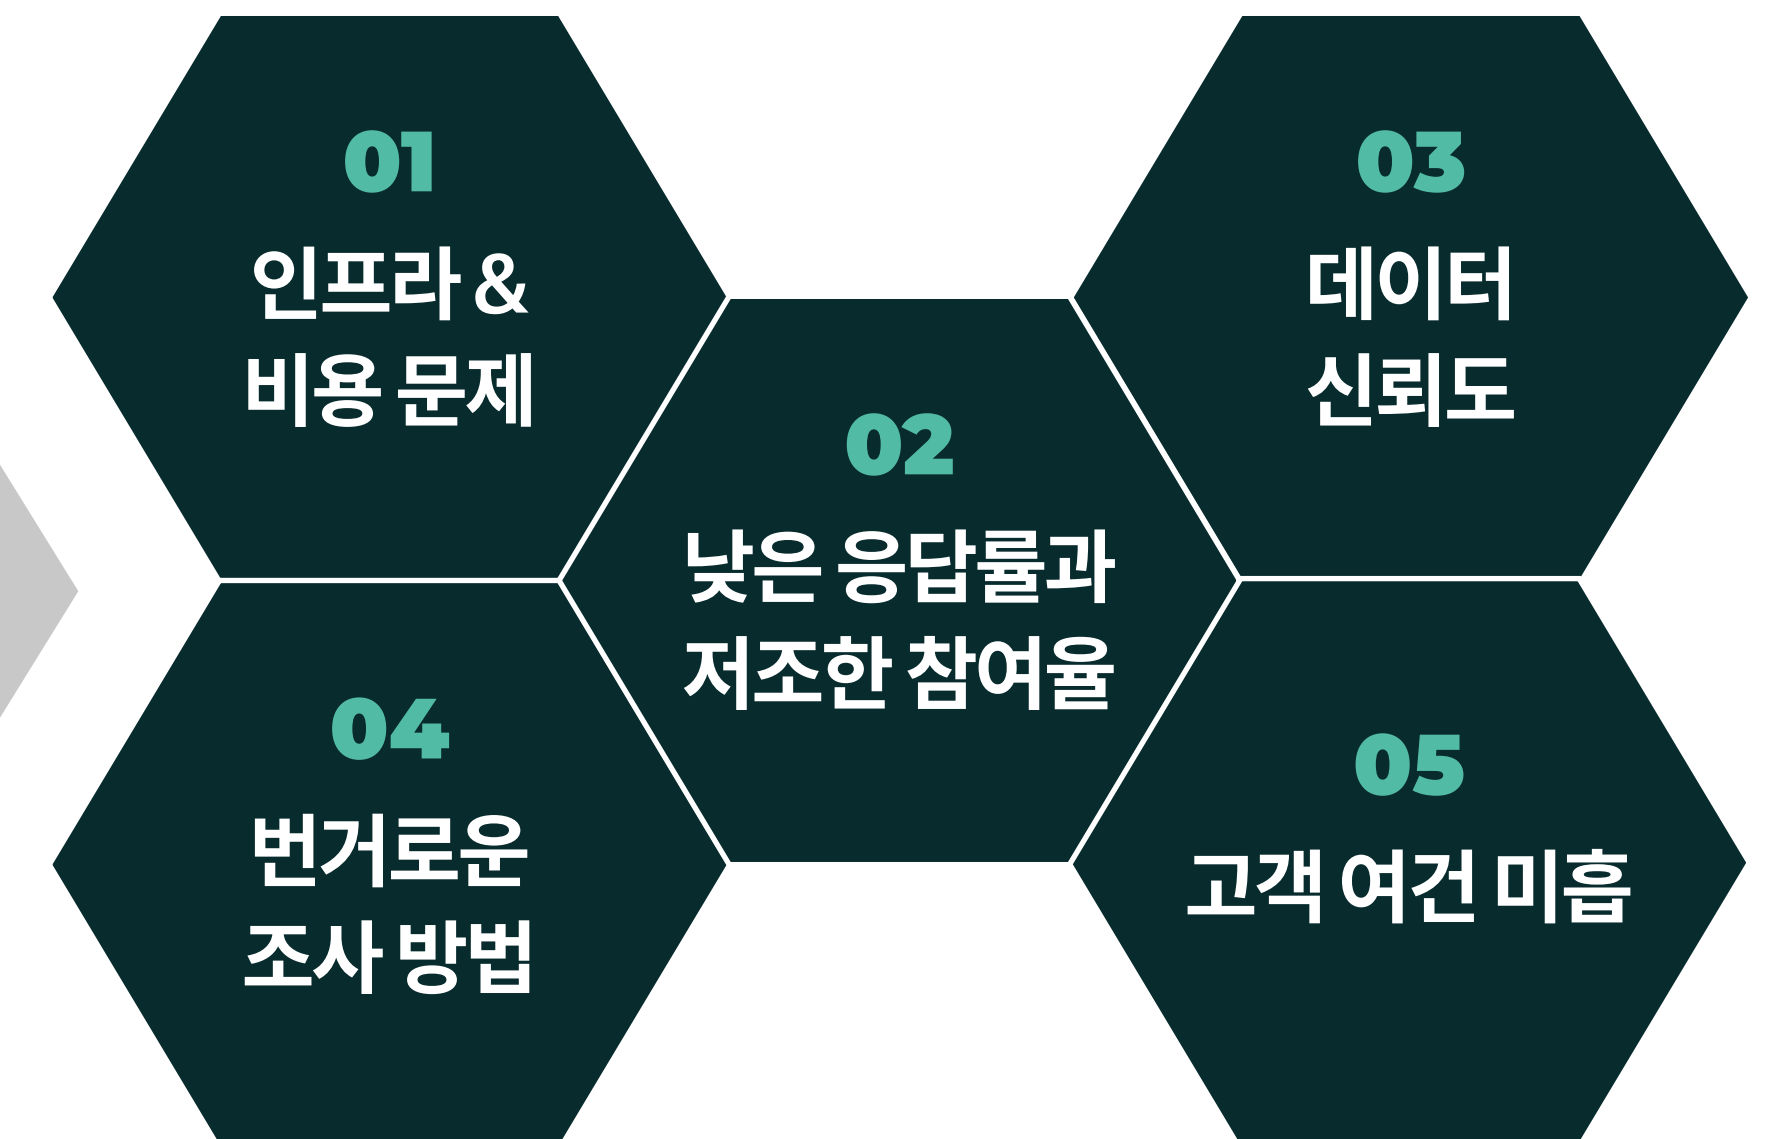 01
인프라 &
비용 문제
02
낮은 응답률과
저조한 참여율
03
데이터
신뢰도
04
번거로운
조사 방법
05
고객 여건 미흡